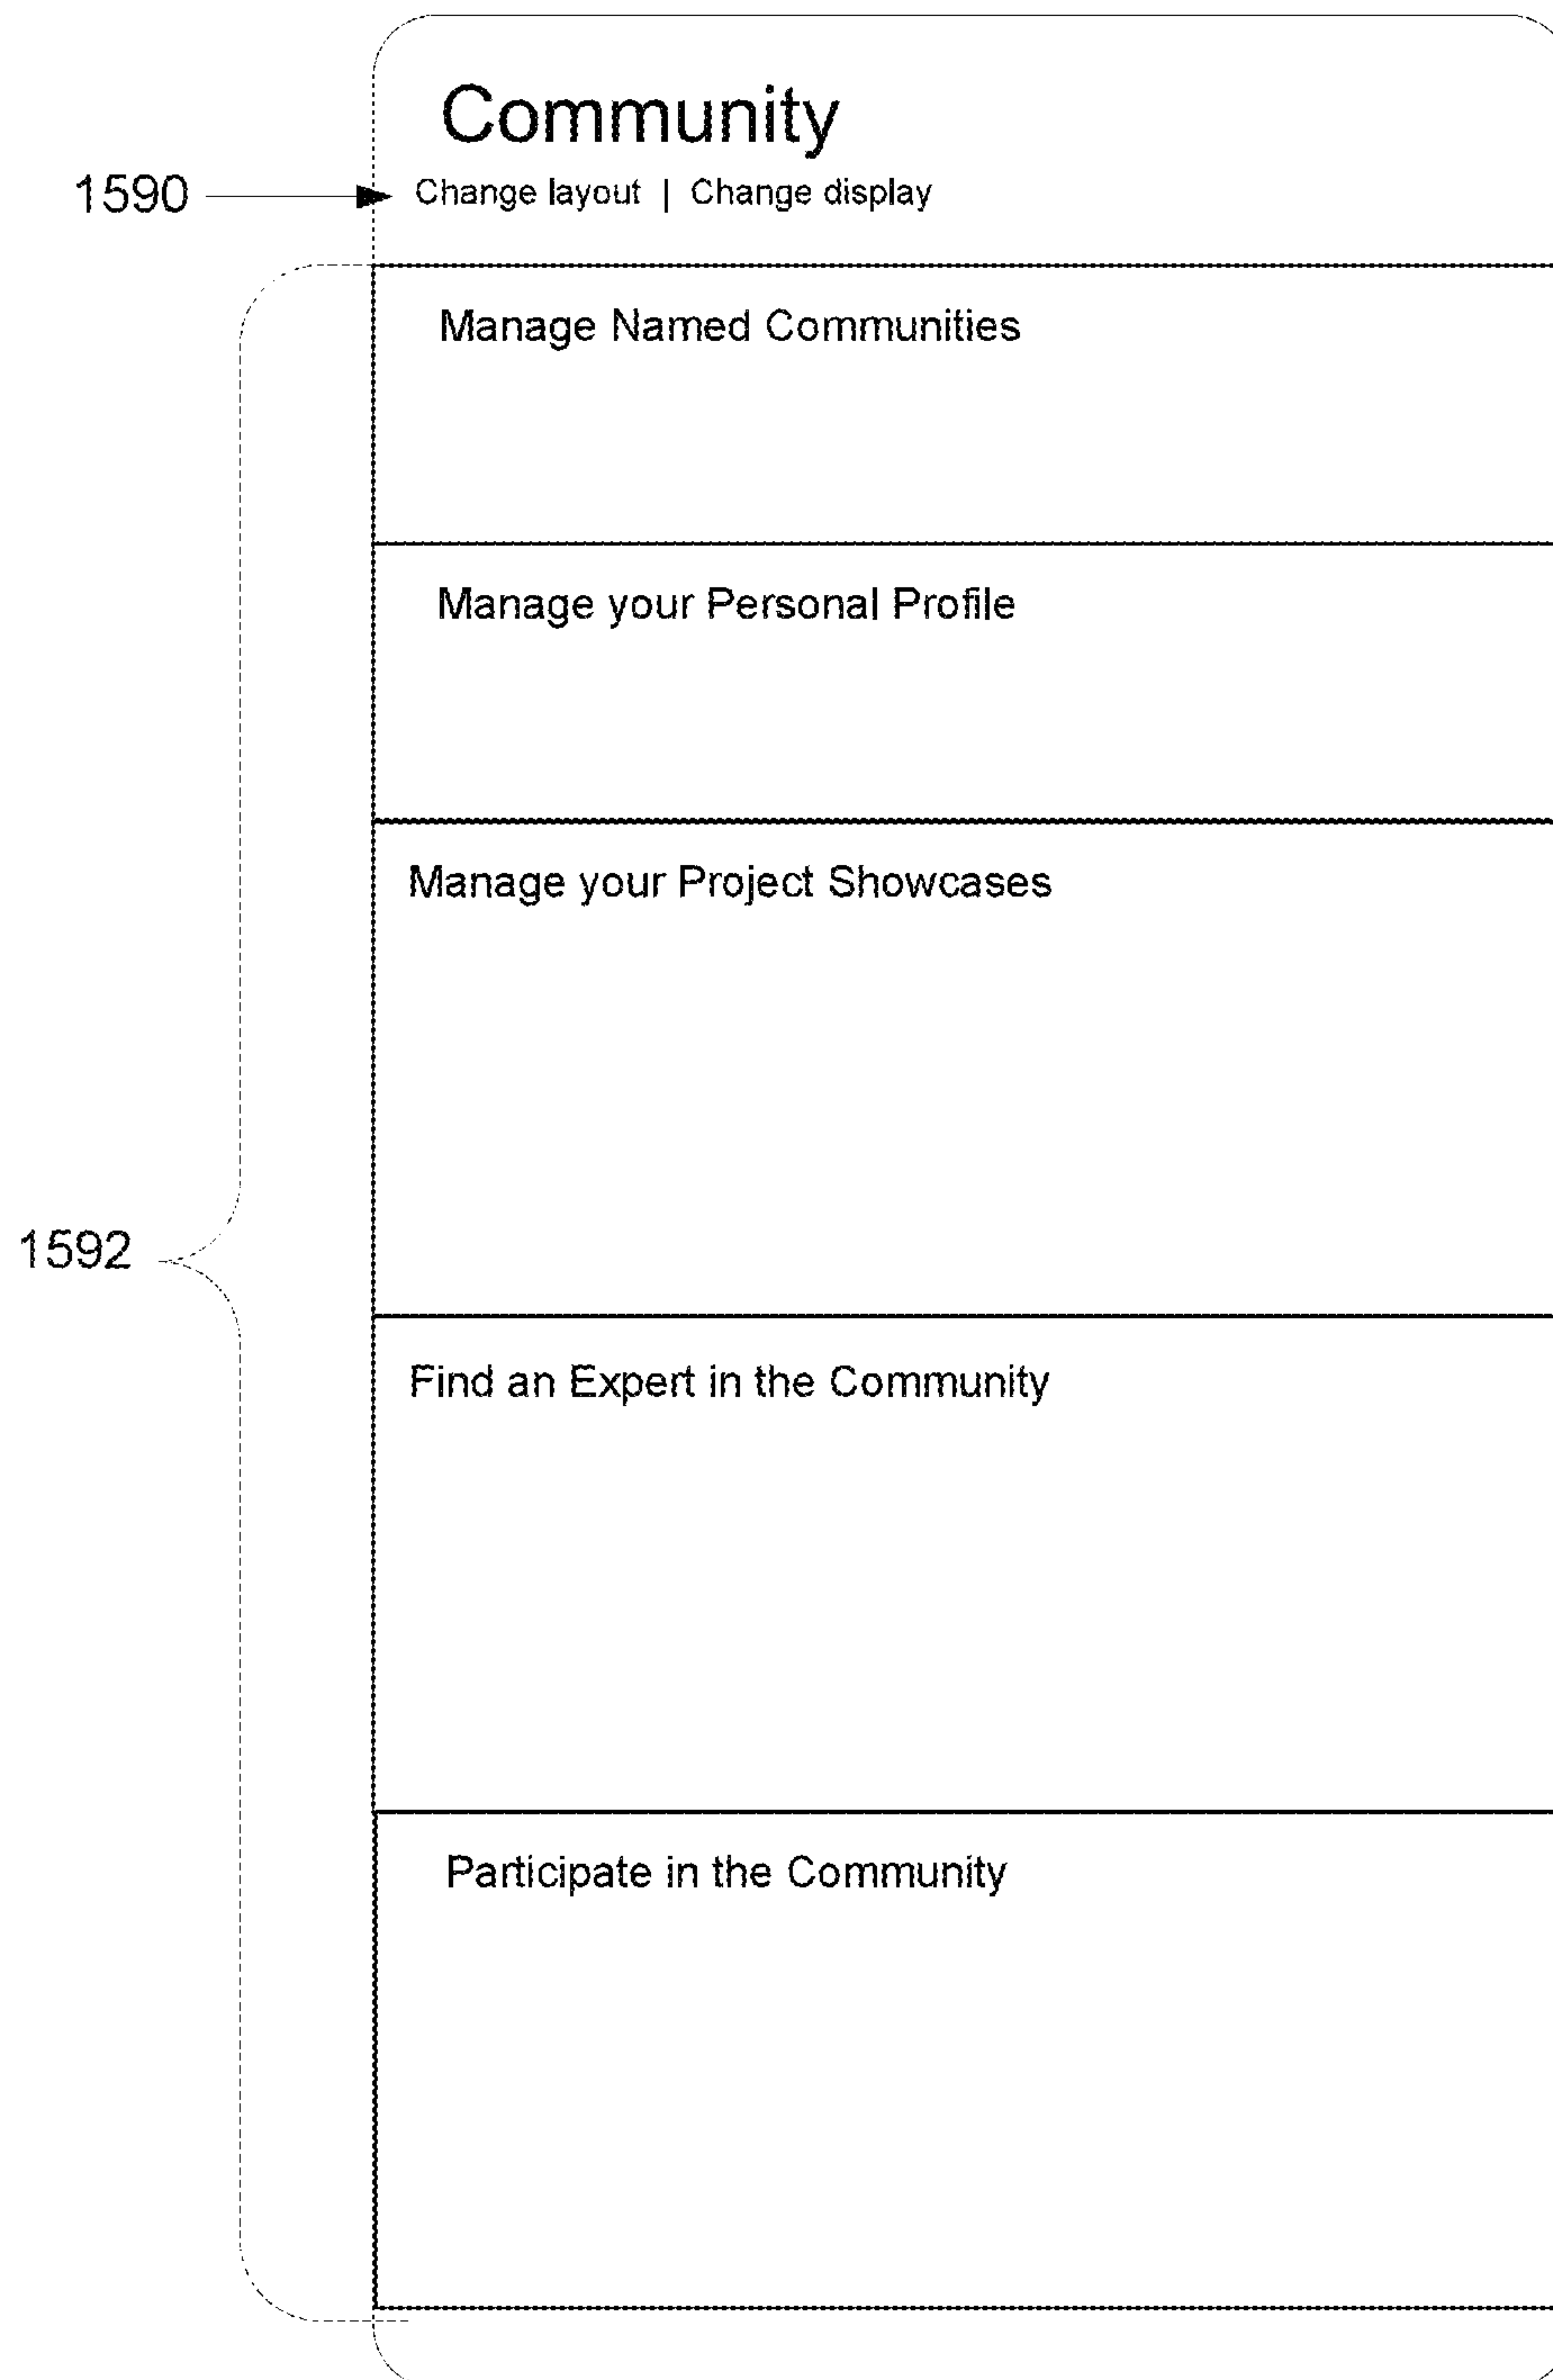 Community
1590
Change layout | Change display
Manage Named Communities
Manage your Personal Profile
Manage your Project Showcases
1592
Find an Expert in the Community
Participate in the Community